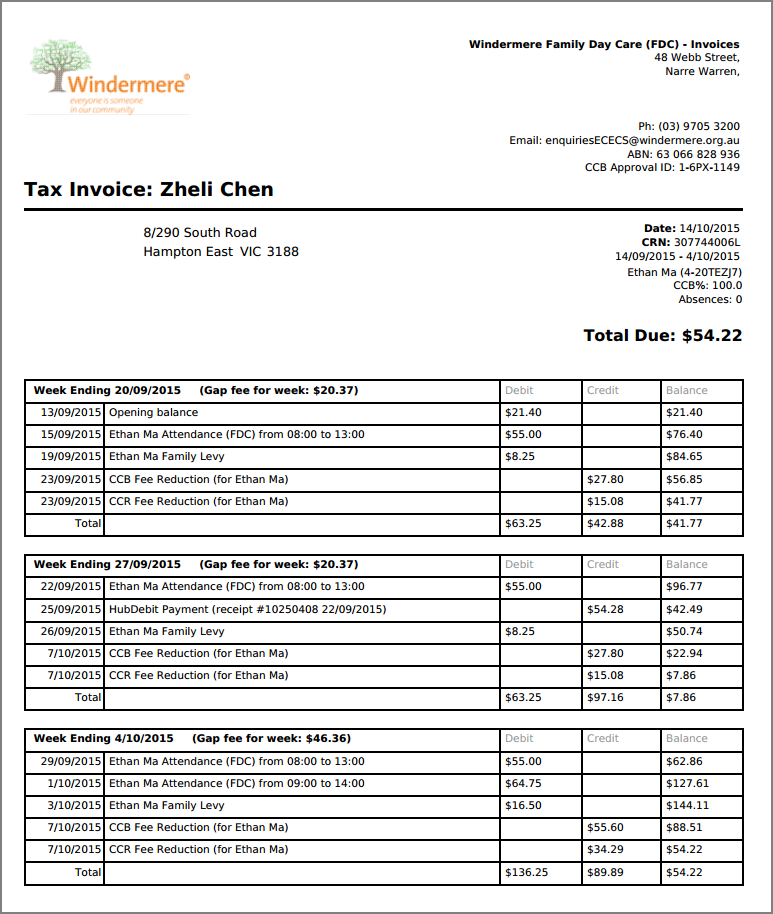 Windermere®
everyone is someone
in our community
Windermere Family Day Care (FDC) - Invoices
48 Webb Street,
Narre Warren,
Ph: (03) 9705 3200
Email: enquiriesECECS@windermere.org.au
ABN: 63 066 828 936
CCB Approval ID: 1-6PX-1149
Tax Invoice: Zheli Chen
8/290 South Road
Hampton East VIC 3188
Date: 14/10/2015
CRN: 307744006L
14/09/2015 - 4/10/2015
Ethan Ma (4-20TEZJ7)
CCB%: 100.0
Absences: 0
Total Due: $54.22
Week Ending 20/09/2015 (Gap fee for week: $20.37) Debit Credit Balance
13/09/2015 Opening balance $21.40 $21.40
15/09/2015 Ethan Ma Attendance (FDC) from 08:00 to 13:00 $55.00 $76.40
19/09/2015 Ethan Ma Family Levy $8.25 $84.65
23/09/2015 CCB Fee Reduction (for Ethan Ma) $27.80 $56.85
23/09/2015 CCR Fee Reduction (for Ethan Ma) $15.08 $41.77
Total $63.25 $42.88 $41.77
Week Ending 27/09/2015 (Gap fee for week: $20.37) Debit Credit Balance
22/09/2015 Ethan Ma Attendance (FDC) from 08:00 to 13:00 $55.00 $96.77
25/09/2015 HubDebit Payment (receipt #10250408 22/09/2015) $54.28 $42.49
26/09/2015 Ethan Ma Family Levy $8.25 $50.74
7/10/2015 CCB Fee Reduction (for Ethan Ma) $27.80 $22.94
7/10/2015 CCR Fee Reduction (for Ethan Ma) $15.08 $7.86
Total $63.25 $97.16 $7.86
Week Ending 4/10/2015 (Gap fee for week: $46.36) Debit Credit Balance
29/09/2015 Ethan Ma Attendance (FDC) from 08:00 to 13:00 $55.00 $62.86
1/10/2015 Ethan Ma Attendance (FDC) from 09:00 to 14:00 $64.75 $127.61
3/10/2015 Ethan Ma Family Levy $16.50 $144.11
7/10/2015 CCB Fee Reduction (for Ethan Ma) $55.60 $88.51
7/10/2015 CCR Fee Reduction (for Ethan Ma) $34.29 $54.22
Total $136.25 $89.89 $54.22